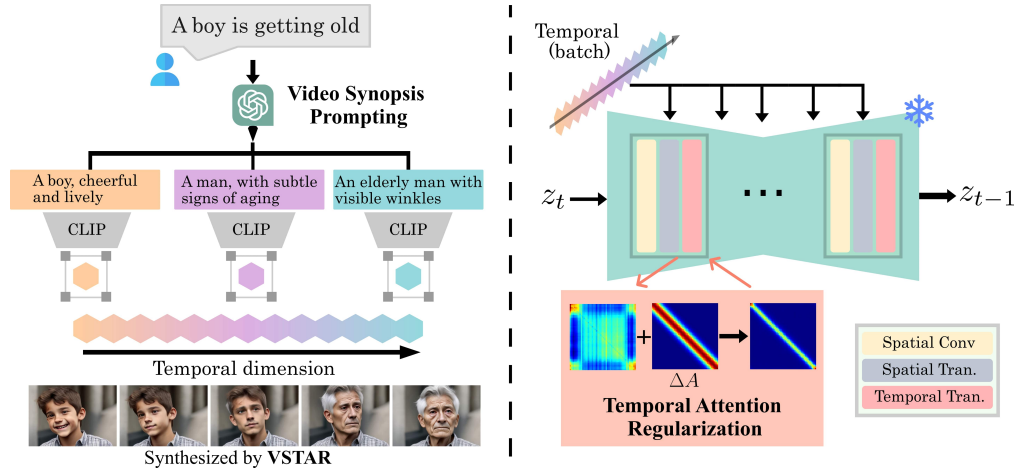 A boy is getting old
Video Synopsis
Prompting
A boy, cheerful
and lively
A man, with subtle
signs of aging
An elderly man with
visible winkles
CLIP
CLIP
CLIP
Temporal dimension
Synthesized by VSTAR
Temporal
(batch)
z_t
...
z_{t−1}
+
ΔA
Temporal Attention
Regularization
Spatial Conv
Spatial Tran.
Temporal Tran.